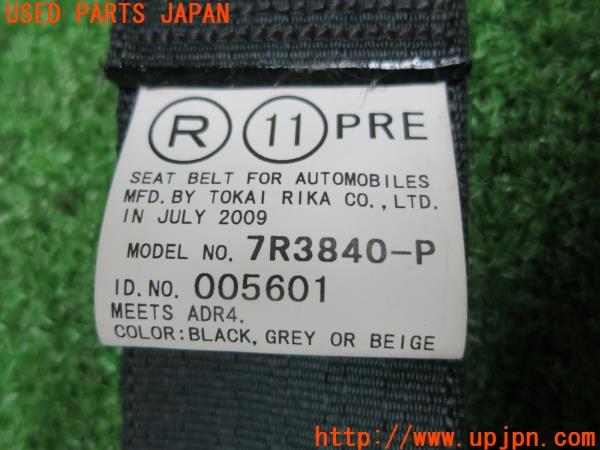 USED PARTS JAPAN
R 11 PRE
SEAT BELT FOR AUTOMOBILES
MFD. BY TOKAI RIKA CO., LTD.
IN JULY 2009
MODEL NO. 7R3840-P
ID. NO. 005601
MEETS ADR4.
COLOR:BLACK, GREY OR BEIGE
UPJ
http://www.upjpn.com/